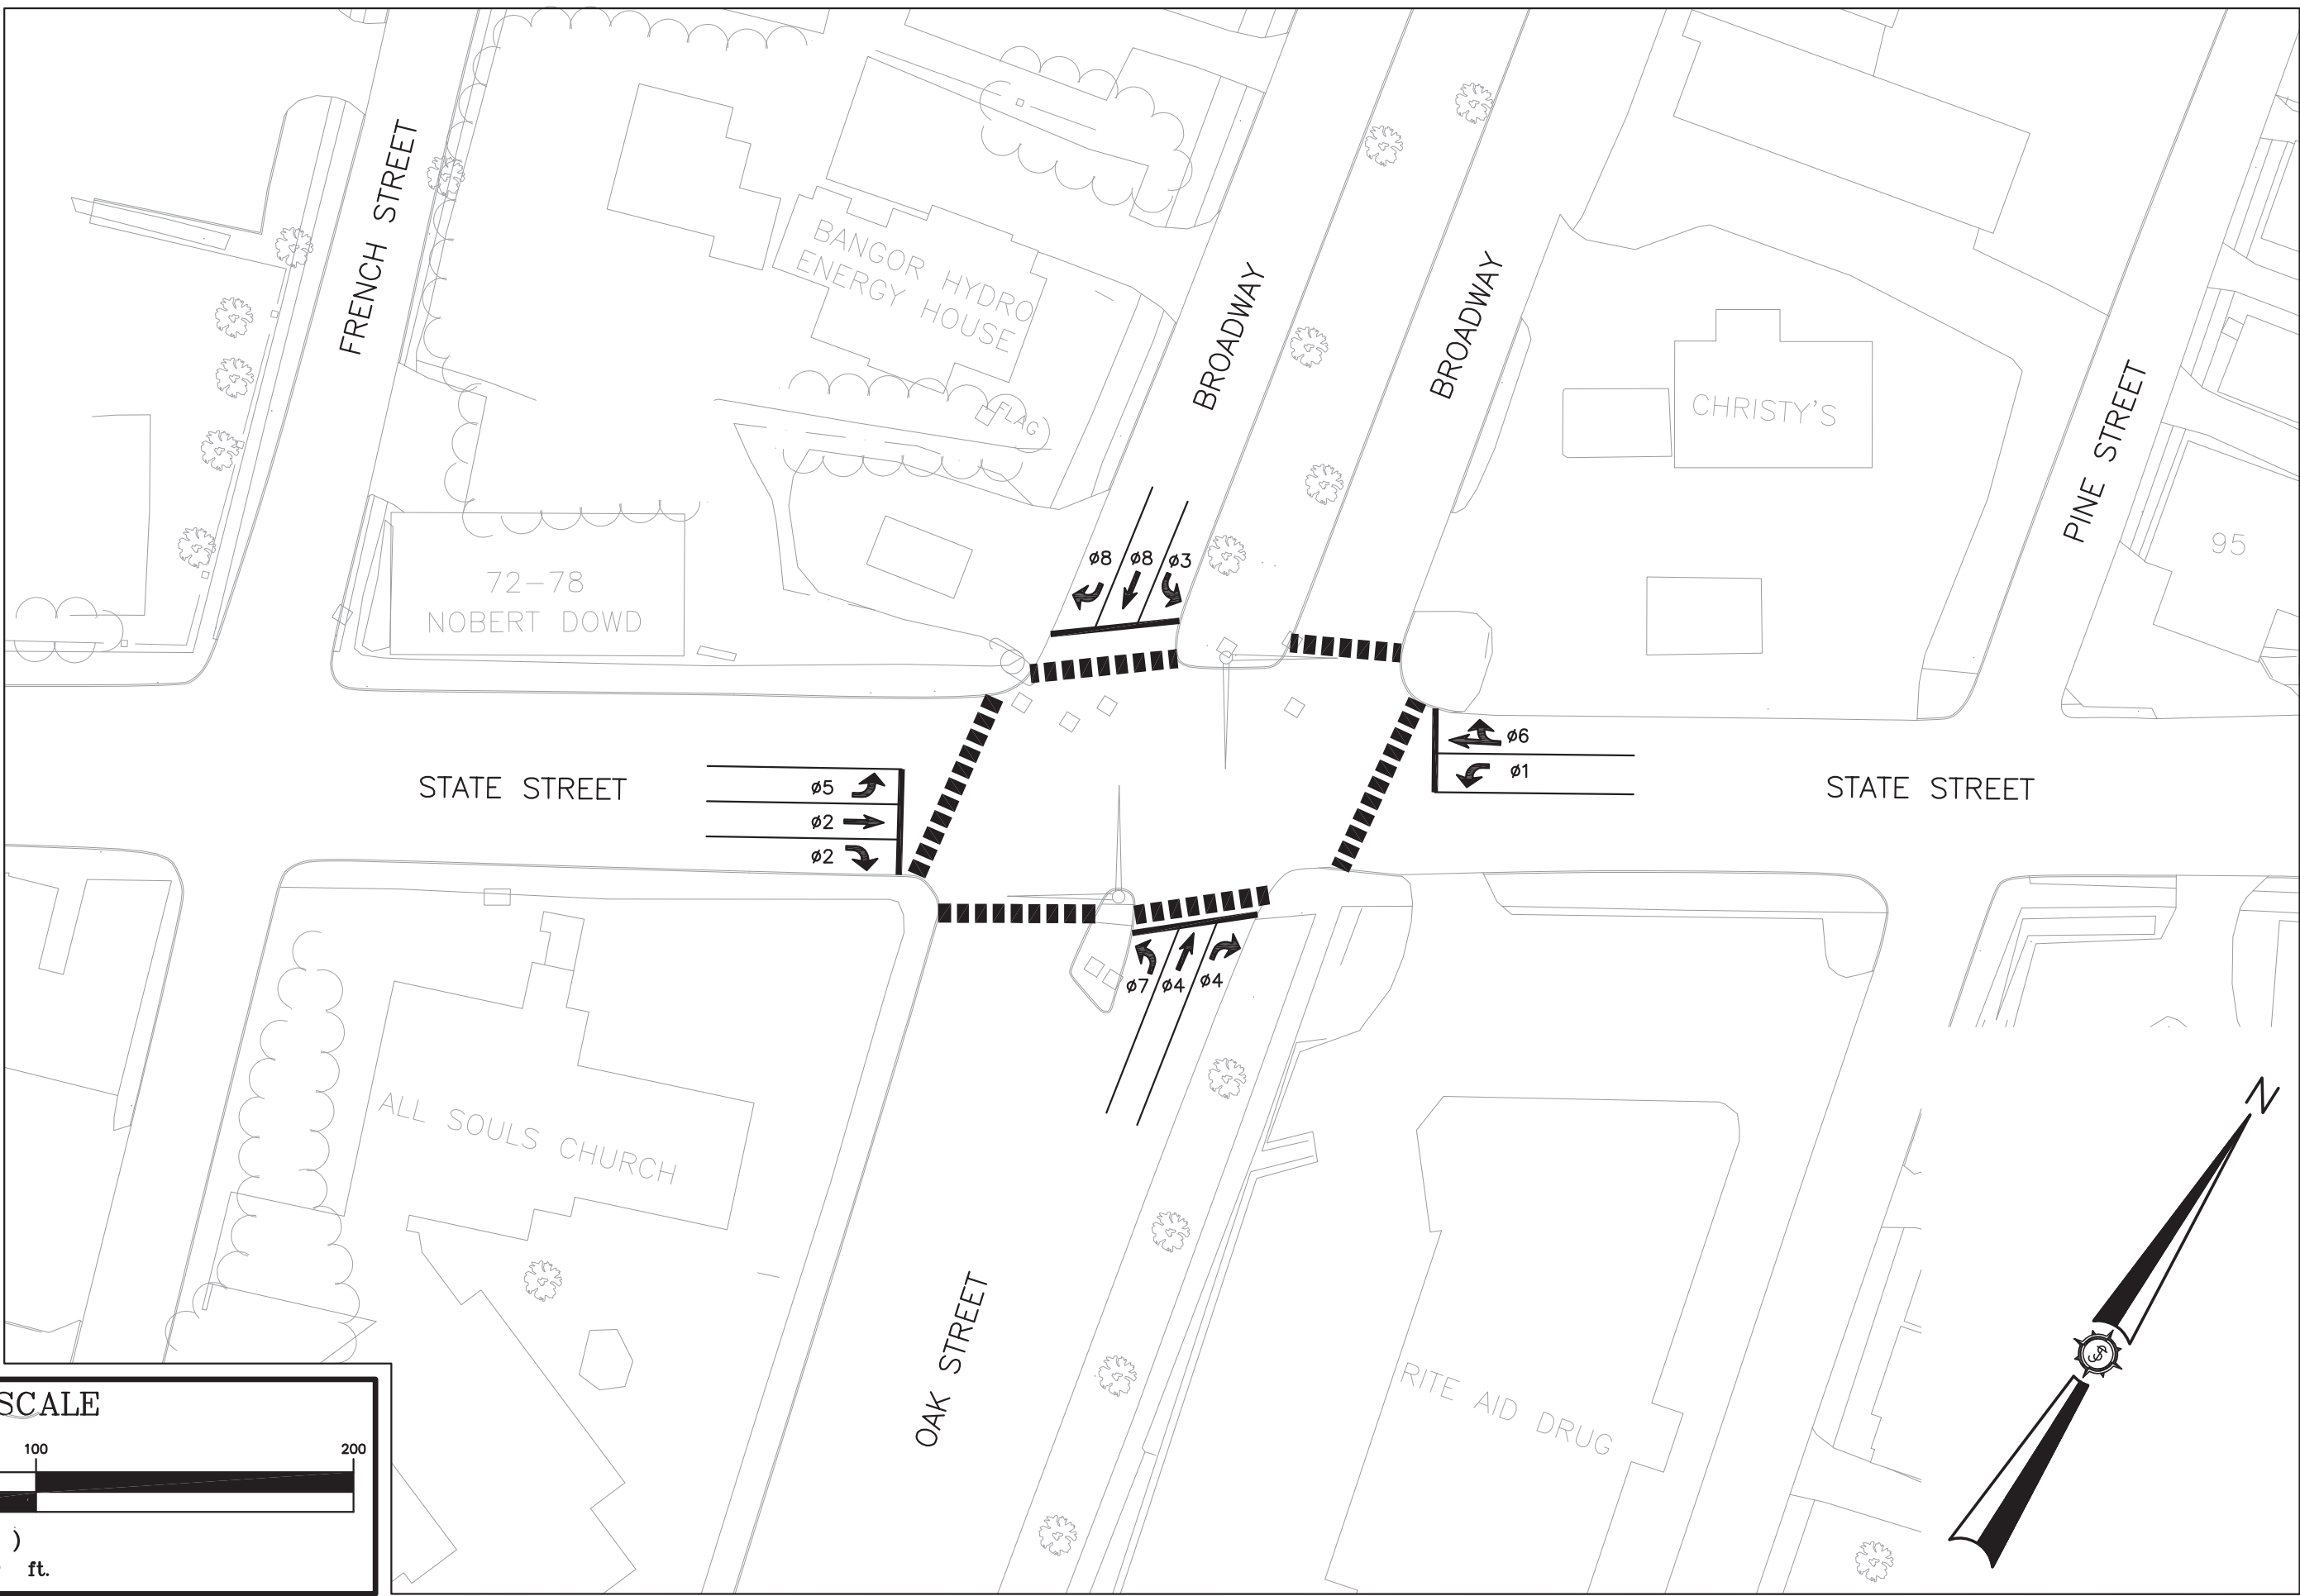 FRENCH STREET
BANGOR HYDRO
ENERGY HOUSE
FLAG
BROADWAY
BROADWAY
CHRISTY'S
PINE STREET
95
72-78
NOBERT DOWD
ø8
ø8
ø3
STATE STREET
ø5
ø2
ø2
ø6
ø1
STATE STREET
ø7
ø4
ø4
ALL SOULS CHURCH
OAK STREET
RITE AID DRUG
N
SCALE
100
200
)
ft.